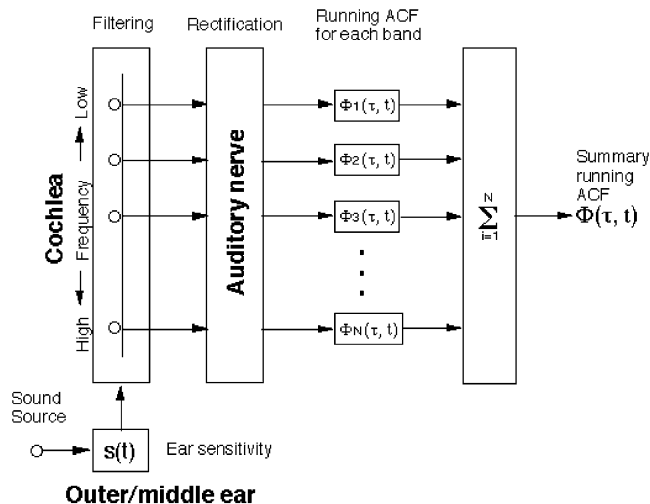 Filtering
Rectification
Running ACF
for each band
Cochlea
Low
Frequency
High
Auditory nerve
Φ1(τ, t)
Φ2(τ, t)
Φ3(τ, t)
ΦN(τ, t)
N
Σ
i=1
Summary
running
ACF
Φ(τ, t)
Sound
Source
s(t)
Ear sensitivity
Outer/middle ear